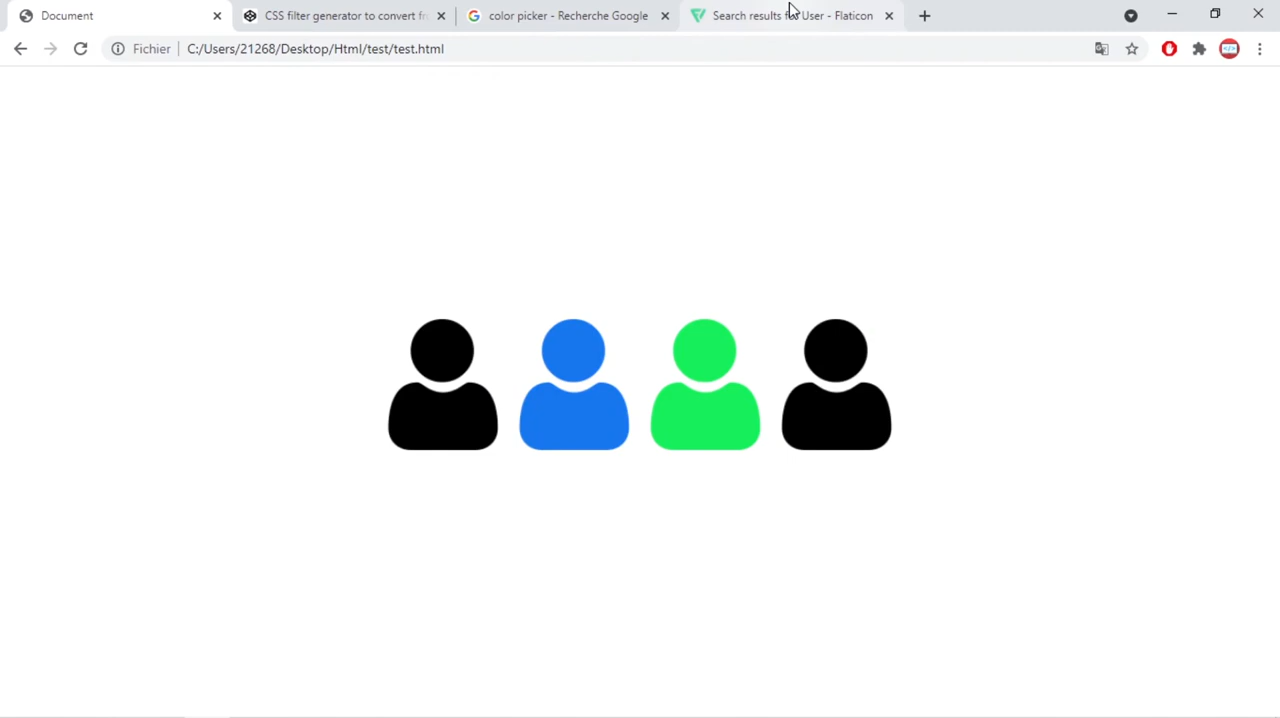 Document
CSS filter generator to convert fr
color picker - Recherche Google
Search results for User - Flaticon
Fichier
C:/Users/21268/Desktop/Html/test/test.html